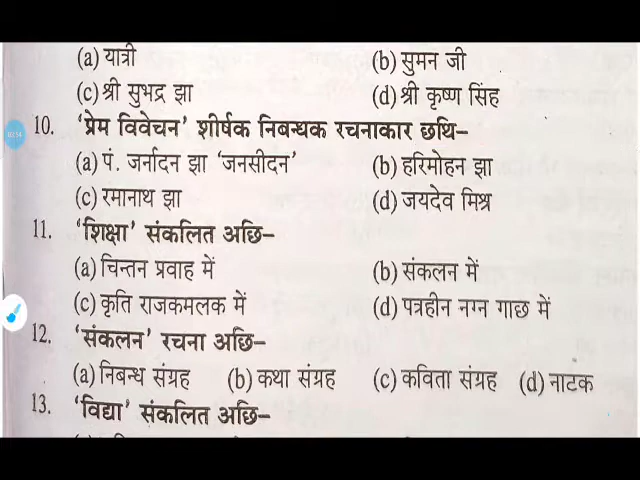 (a) यात्री (b) सुमन जी
(c) श्री सुभद्र झा (d) श्री कृष्ण सिंह
10. 'प्रेम विवेचन' शीर्षक निबन्धक रचनाकार छथि–
(a) पं. जर्नादन झा 'जनसीदन' (b) हरिमोहन झा
(c) रमानाथ झा (d) जयदेव मिश्र
11. 'शिक्षा' संकलित अछि–
(a) चिन्तन प्रवाह में (b) संकलन में
(c) कृति राजकमलक में (d) पत्रहीन नग्न गाछ में
12. 'संकलन' रचना अछि–
(a) निबन्ध संग्रह (b) कथा संग्रह (c) कविता संग्रह (d) नाटक
13. 'विद्या' संकलित अछि–